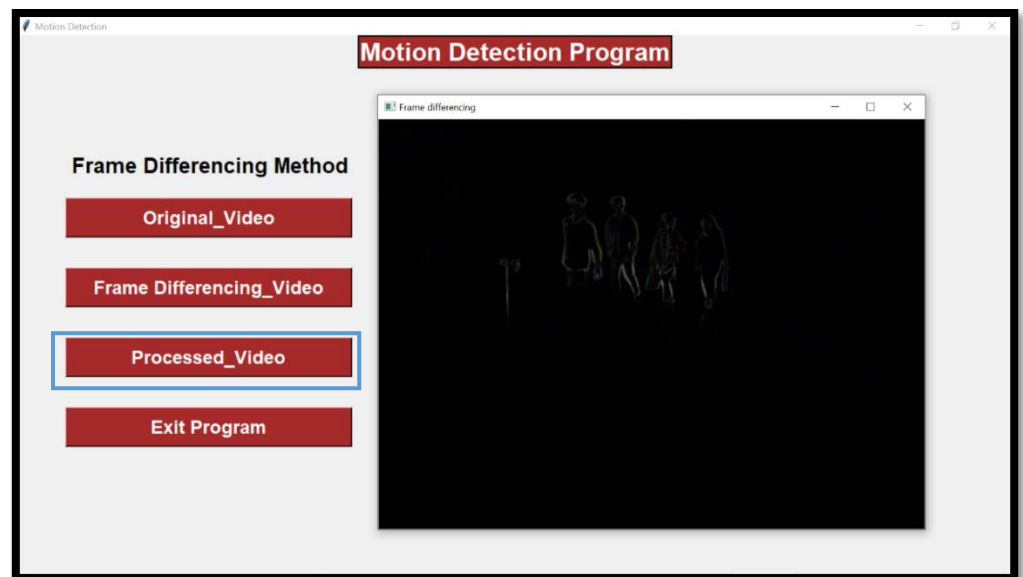 Motion Detection
Motion Detection Program
Frame differencing
Frame Differencing Method
Original_Video
Frame Differencing_Video
Processed_Video
Exit Program